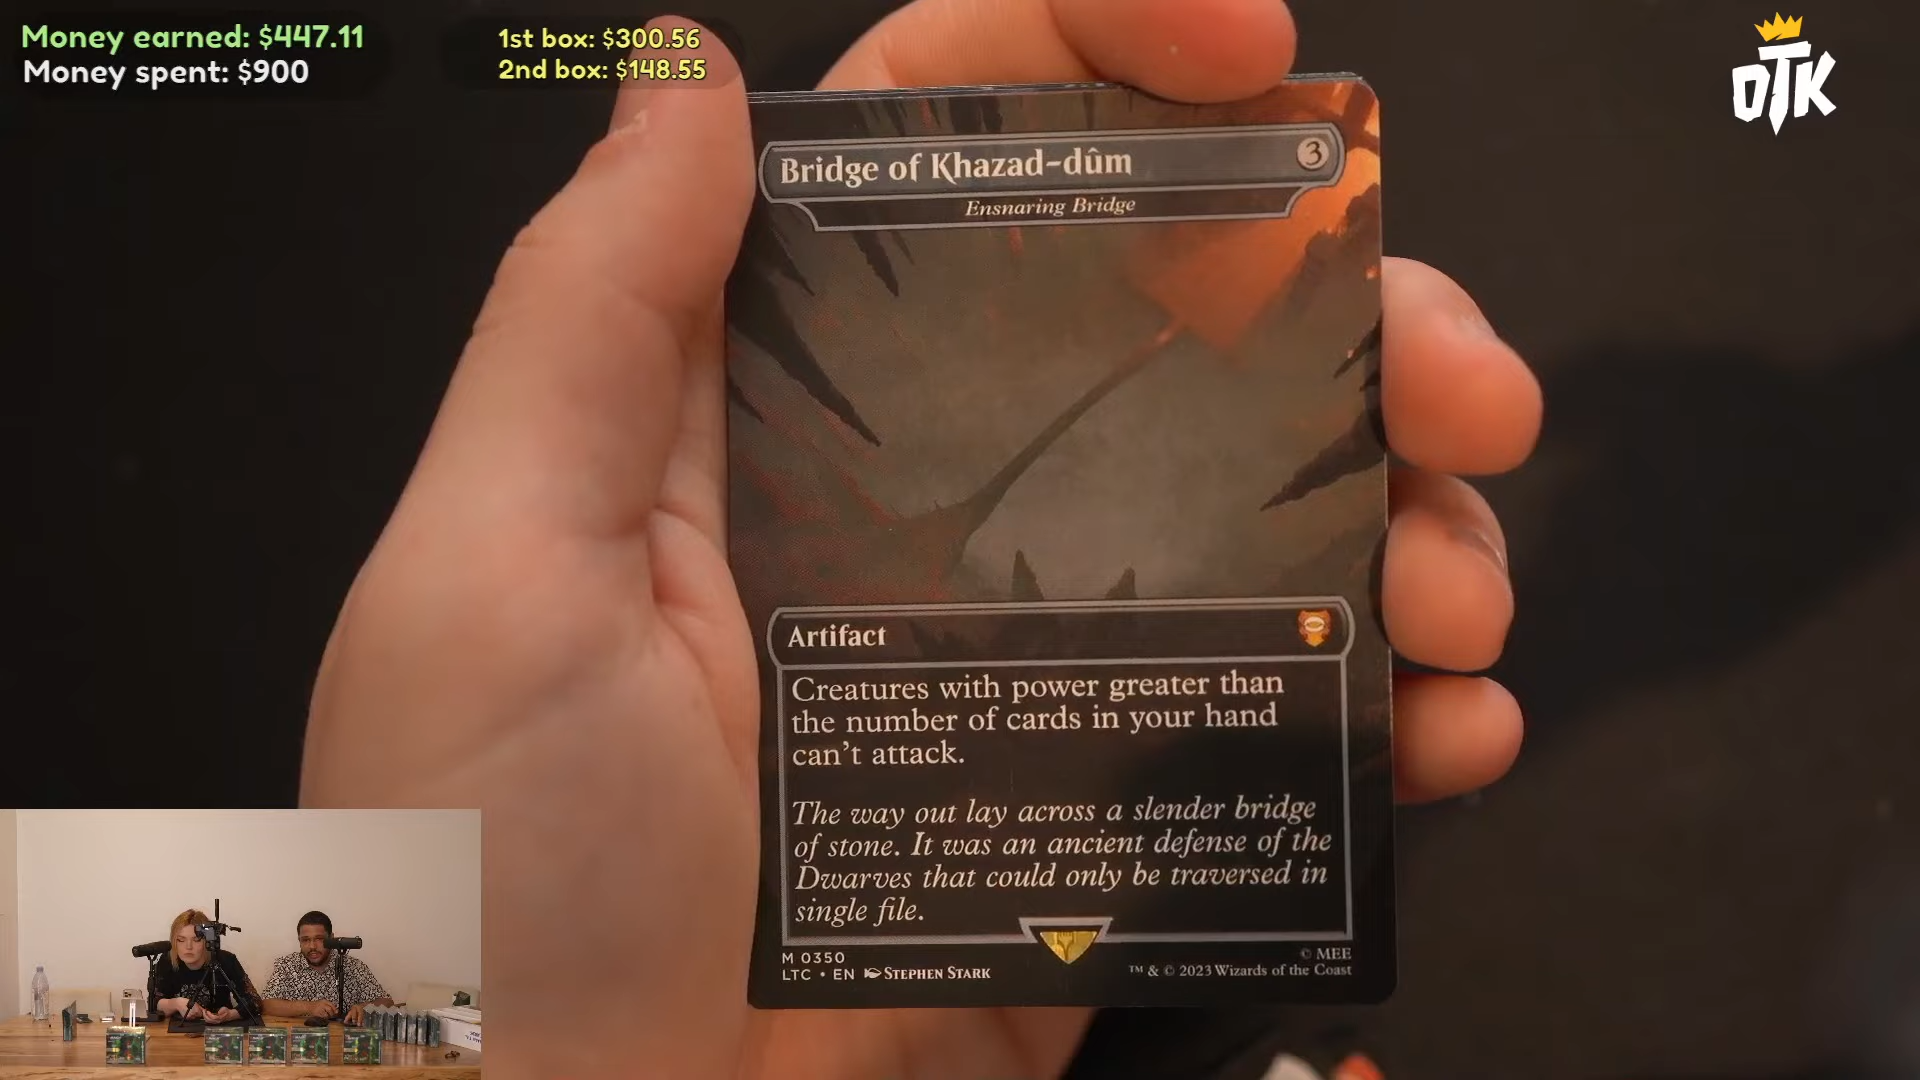 Money earned: $447.11
Money spent: $900
1st box: $300.56
2nd box: $148.55
OTK
Bridge of Khazad-dûm
3
Ensnaring Bridge
Artifact
Creatures with power greater than
the number of cards in your hand
can't attack.
The way out lay across a slender bridge
of stone. It was an ancient defense of the
Dwarves that could only be traversed in
single file.
M 0350
LTC • EN STEPHEN STARK
© MEE
™ & © 2023 Wizards of the Coast